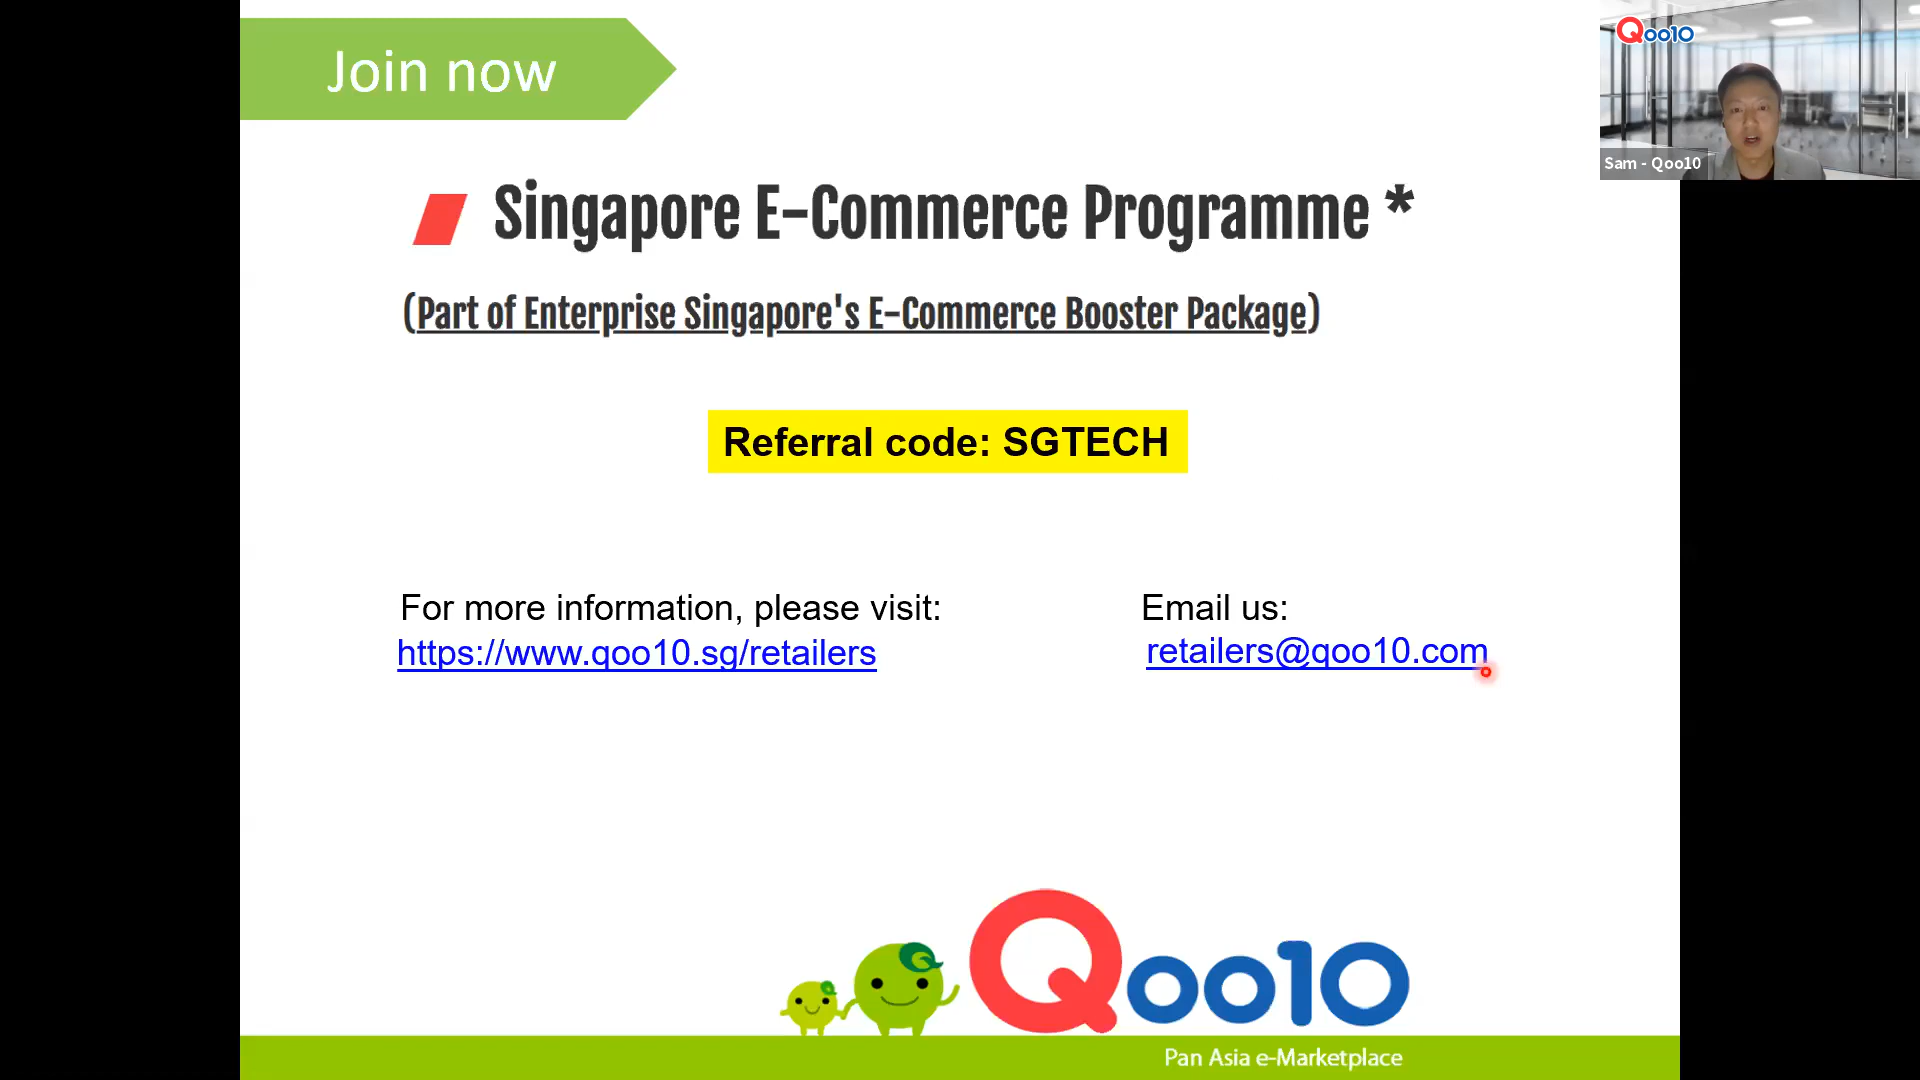 Join now
Qoo10
Sam - Qoo10
Singapore E-Commerce Programme *
(Part of Enterprise Singapore's E-Commerce Booster Package)
Referral code: SGTECH
For more information, please visit:
https://www.qoo10.sg/retailers
Email us:
retailers@qoo10.com
Qoo10
Pan Asia e-Marketplace